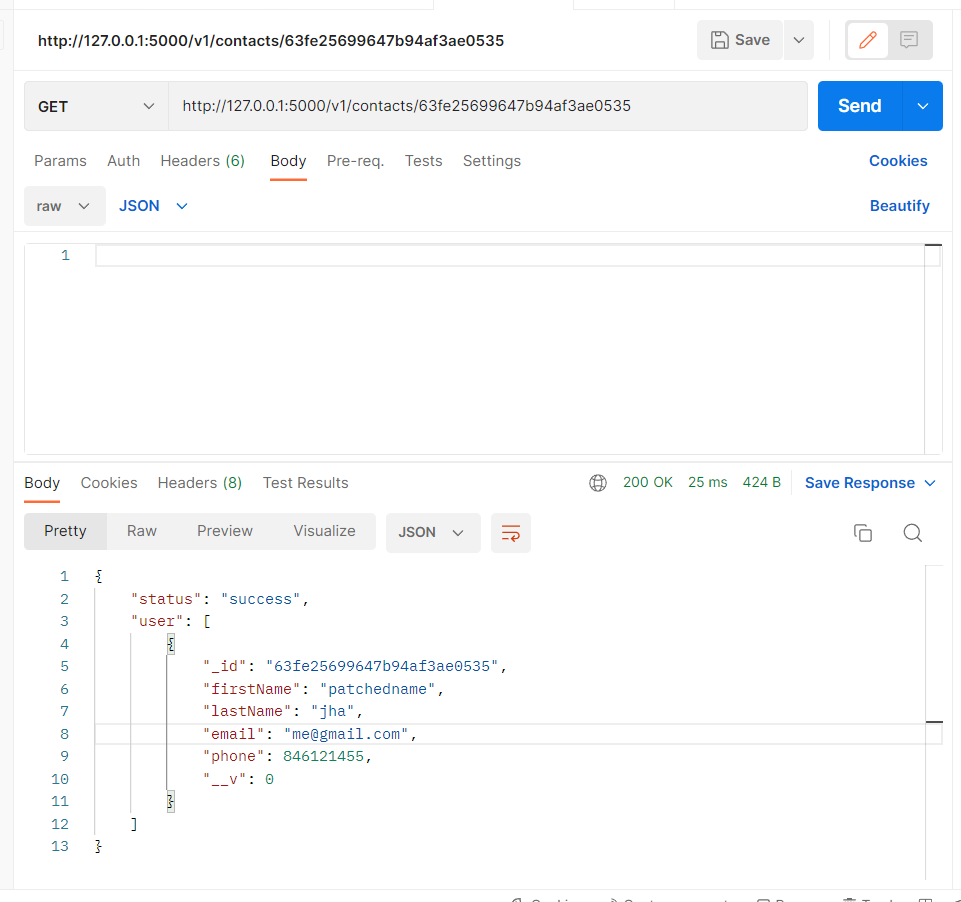 http://127.0.0.1:5000/v1/contacts/63fe25699647b94af3ae0535
Save
GET
http://127.0.0.1:5000/v1/contacts/63fe25699647b94af3ae0535
Send
Params Auth Headers (6) Body Pre-req. Tests Settings Cookies
raw JSON Beautify
1
Body Cookies Headers (8) Test Results 200 OK 25 ms 424 B Save Response
Pretty Raw Preview Visualize JSON
1 {
2 "status": "success",
3 "user": [
4 {
5 "_id": "63fe25699647b94af3ae0535",
6 "firstName": "patchedname",
7 "lastName": "jha",
8 "email": "me@gmail.com",
9 "phone": 846121455,
10 "__v": 0
11 }
12 ]
13 }